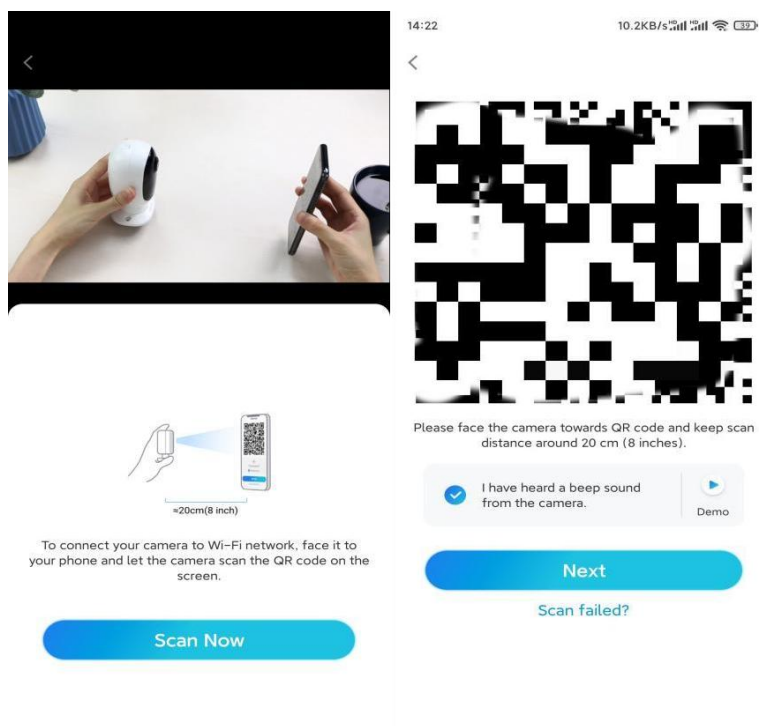 ≈20cm(8 inch)
To connect your camera to Wi-Fi network, face it to
your phone and let the camera scan the QR code on the
screen.
Scan Now
14:22
10.2KB/s HD HD 39
Please face the camera towards QR code and keep scan
distance around 20 cm (8 inches).
I have heard a beep sound
from the camera.
Demo
Next
Scan failed?